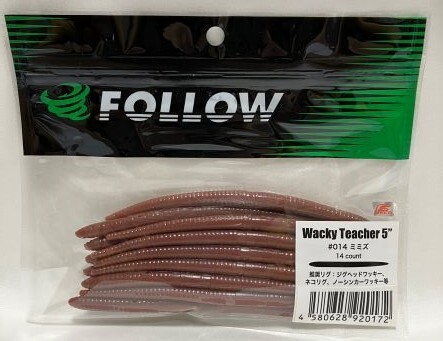 FOLLOW
Wacky Teacher 5"
#014 ミミズ
14 count
推奨リグ：ジグヘッドワッキー、
ネコリグ、ノーシンカーワッキー等
4 580628 920172